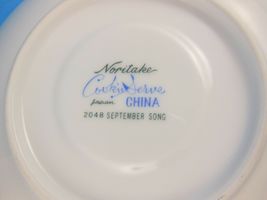 Noritake
Cook 'n Serve
Japan CHINA
2048 SEPTEMBER SONG